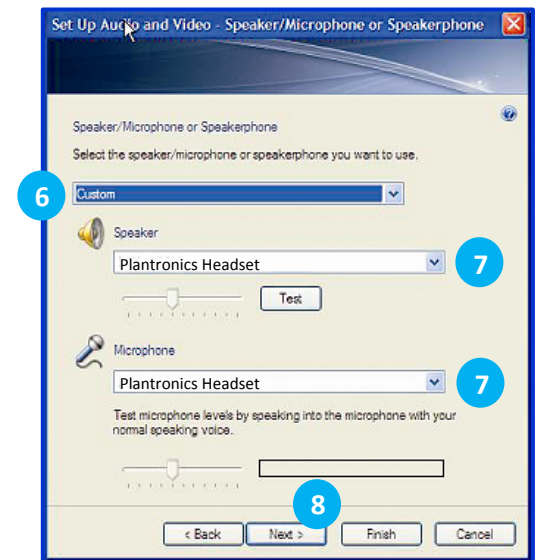 Set Up Audio and Video - Speaker/Microphone or Speakerphone
Speaker/Microphone or Speakerphone
Select the speaker/microphone or speakerphone you want to use.
6
Custom
Speaker
Plantronics Headset
7
Test
Microphone
Plantronics Headset
7
Test microphone levels by speaking into the microphone with your
normal speaking voice.
8
< Back Next > Finish Cancel